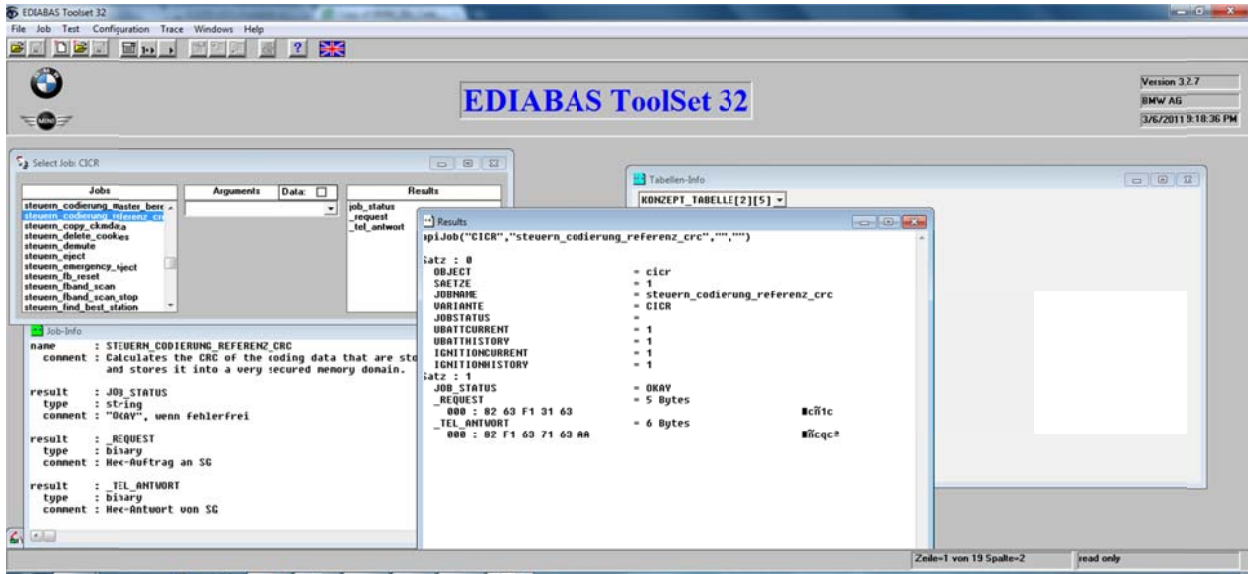 EDIABAS Toolset 32
File Job Test Configuration Trace Windows Help
EDIABAS ToolSet 32
Version 3.2.7
BMW AG
3/6/2011 9:18:36 PM
MINI
Select Job: CICR
Jobs
steuern_codierung_master_bere
steuern_codierung_referenz_crc
steuern_copy_ckmdata
steuern_delete_cookies
steuern_demute
steuern_eject
steuern_emergency_eject
steuern_fb_reset
steuern_fband_scan
steuern_fband_scan_stop
steuern_find_best_station
Arguments Data:
Results
job_status
_request
_tel_antwort
Tabellen-Info
KONZEPT_TABELLE[2][5]
Results
apiJob("CICR","steuern_codierung_referenz_crc","","")
Satz : 0
OBJECT = cicr
SAETZE = 1
JOBNAME = steuern_codierung_referenz_crc
VARIANTE = CICR
JOBSTATUS =
UBATTCURRENT = 1
UBATTHISTORY = 1
IGNITIONCURRENT = 1
IGNITIONHISTORY = 1
Satz : 1
JOB_STATUS = OKAY
_REQUEST = 5 Bytes
000 : 82 63 F1 31 63 ■cñ1c
_TEL_ANTWORT = 6 Bytes
000 : 82 F1 63 71 63 AA ■ñcqcª
Job-Info
name : STEUERN_CODIERUNG_REFERENZ_CRC
comment : Calculates the CRC of the coding data that are sto
and stores it into a very secured memory domain.
result : JOB_STATUS
type : string
comment : "OKAY", wenn fehlerfrei
result : _REQUEST
type : binary
comment : Hex-Auftrag an SG
result : _TEL_ANTWORT
type : binary
comment : Hex-Antwort von SG
Zeile=1 von 19 Spalte=2 read only